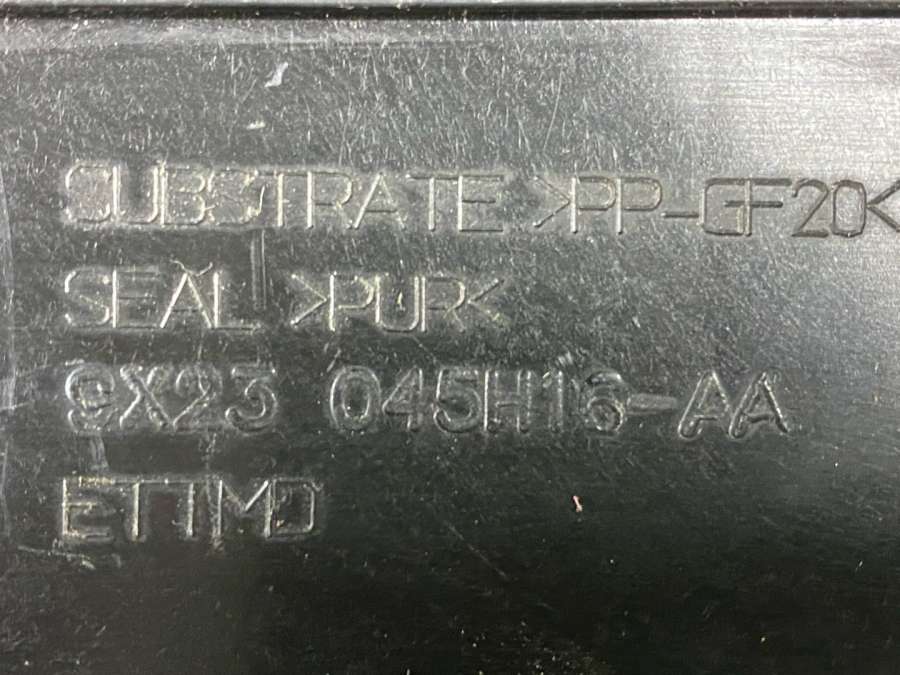 SUBSTRATE >PP-GF20<
SEAL >PUR<
9X23 045H16-AA
ETTMD